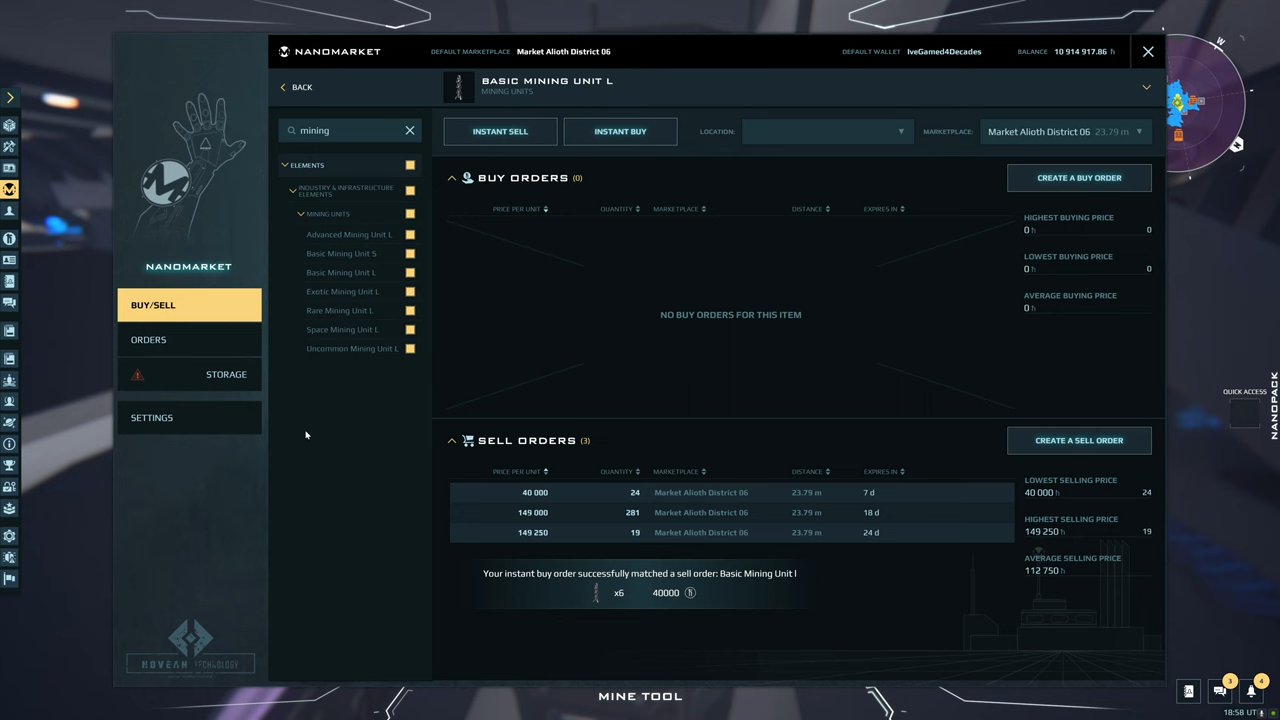 NANOMARKET
DEFAULT MARKETPLACE Market Alioth District 06
DEFAULT WALLET IveGamed4Decades
BALANCE 10 914 917.86 ħ
BACK
BASIC MINING UNIT L
MINING UNITS
mining
INSTANT SELL
INSTANT BUY
LOCATION:
MARKETPLACE: Market Alioth District 06 23.79 m
ELEMENTS
INDUSTRY & INFRASTRUCTURE
ELEMENTS
MINING UNITS
Advanced Mining Unit L
Basic Mining Unit S
Basic Mining Unit L
Exotic Mining Unit L
Rare Mining Unit L
Space Mining Unit L
Uncommon Mining Unit L
NANOMARKET
BUY/SELL
ORDERS
STORAGE
SETTINGS
NOVEAN TECHNOLOGY
BUY ORDERS (0)
CREATE A BUY ORDER
PRICE PER UNIT QUANTITY MARKETPLACE DISTANCE EXPIRES IN
NO BUY ORDERS FOR THIS ITEM
HIGHEST BUYING PRICE
0 ħ 0
LOWEST BUYING PRICE
0 ħ 0
AVERAGE BUYING PRICE
0 ħ
SELL ORDERS (3)
CREATE A SELL ORDER
PRICE PER UNIT QUANTITY MARKETPLACE DISTANCE EXPIRES IN
40 000 24 Market Alioth District 06 23.79 m 7 d
149 000 281 Market Alioth District 06 23.79 m 18 d
149 250 19 Market Alioth District 06 23.79 m 24 d
LOWEST SELLING PRICE
40 000 ħ 24
HIGHEST SELLING PRICE
149 250 ħ 19
AVERAGE SELLING PRICE
112 750 ħ
Your instant buy order successfully matched a sell order: Basic Mining Unit l
x6 40000 ħ
MINE TOOL
W
QUICK ACCESS
NANOPACK
3
4
18:58 UT